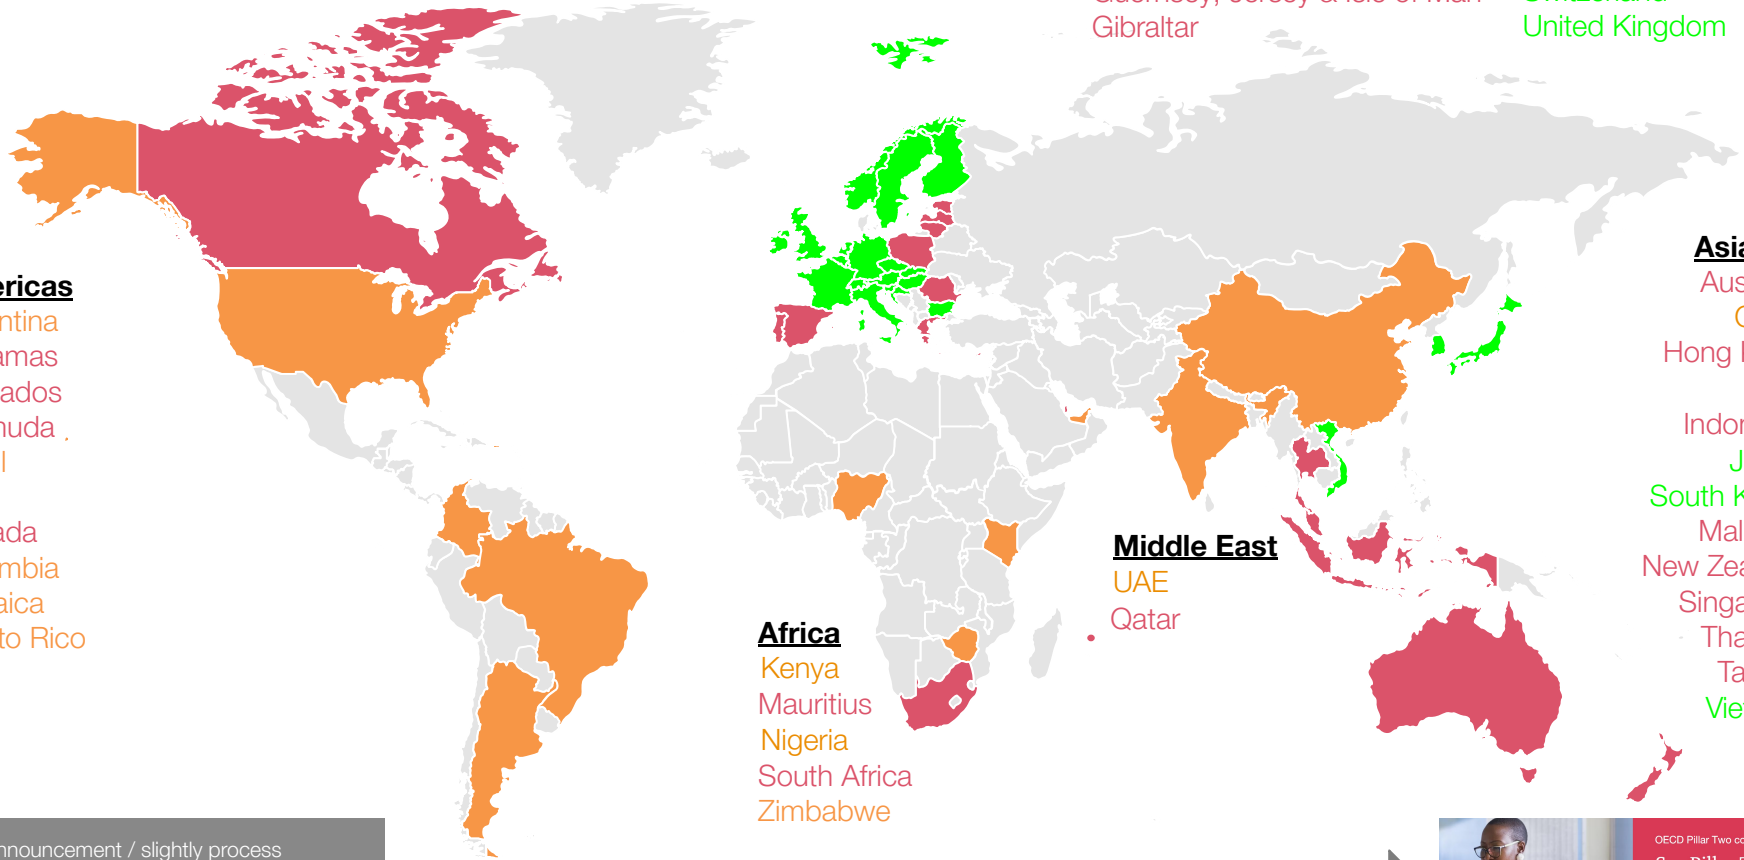 Gibraltar
United Kingdom
ericas
ntina
amas
ados
nuda
l
ada
mbia
aica
to Rico
Africa
Kenya
Mauritius
Nigeria
South Africa
Zimbabwe
Middle East
UAE
Qatar
Asia
Aus
Hong
Indor
J
South K
Mal
New Zea
Singa
Tha
Ta
Vie
nnouncement / slightly process
OECD Pillar Two co